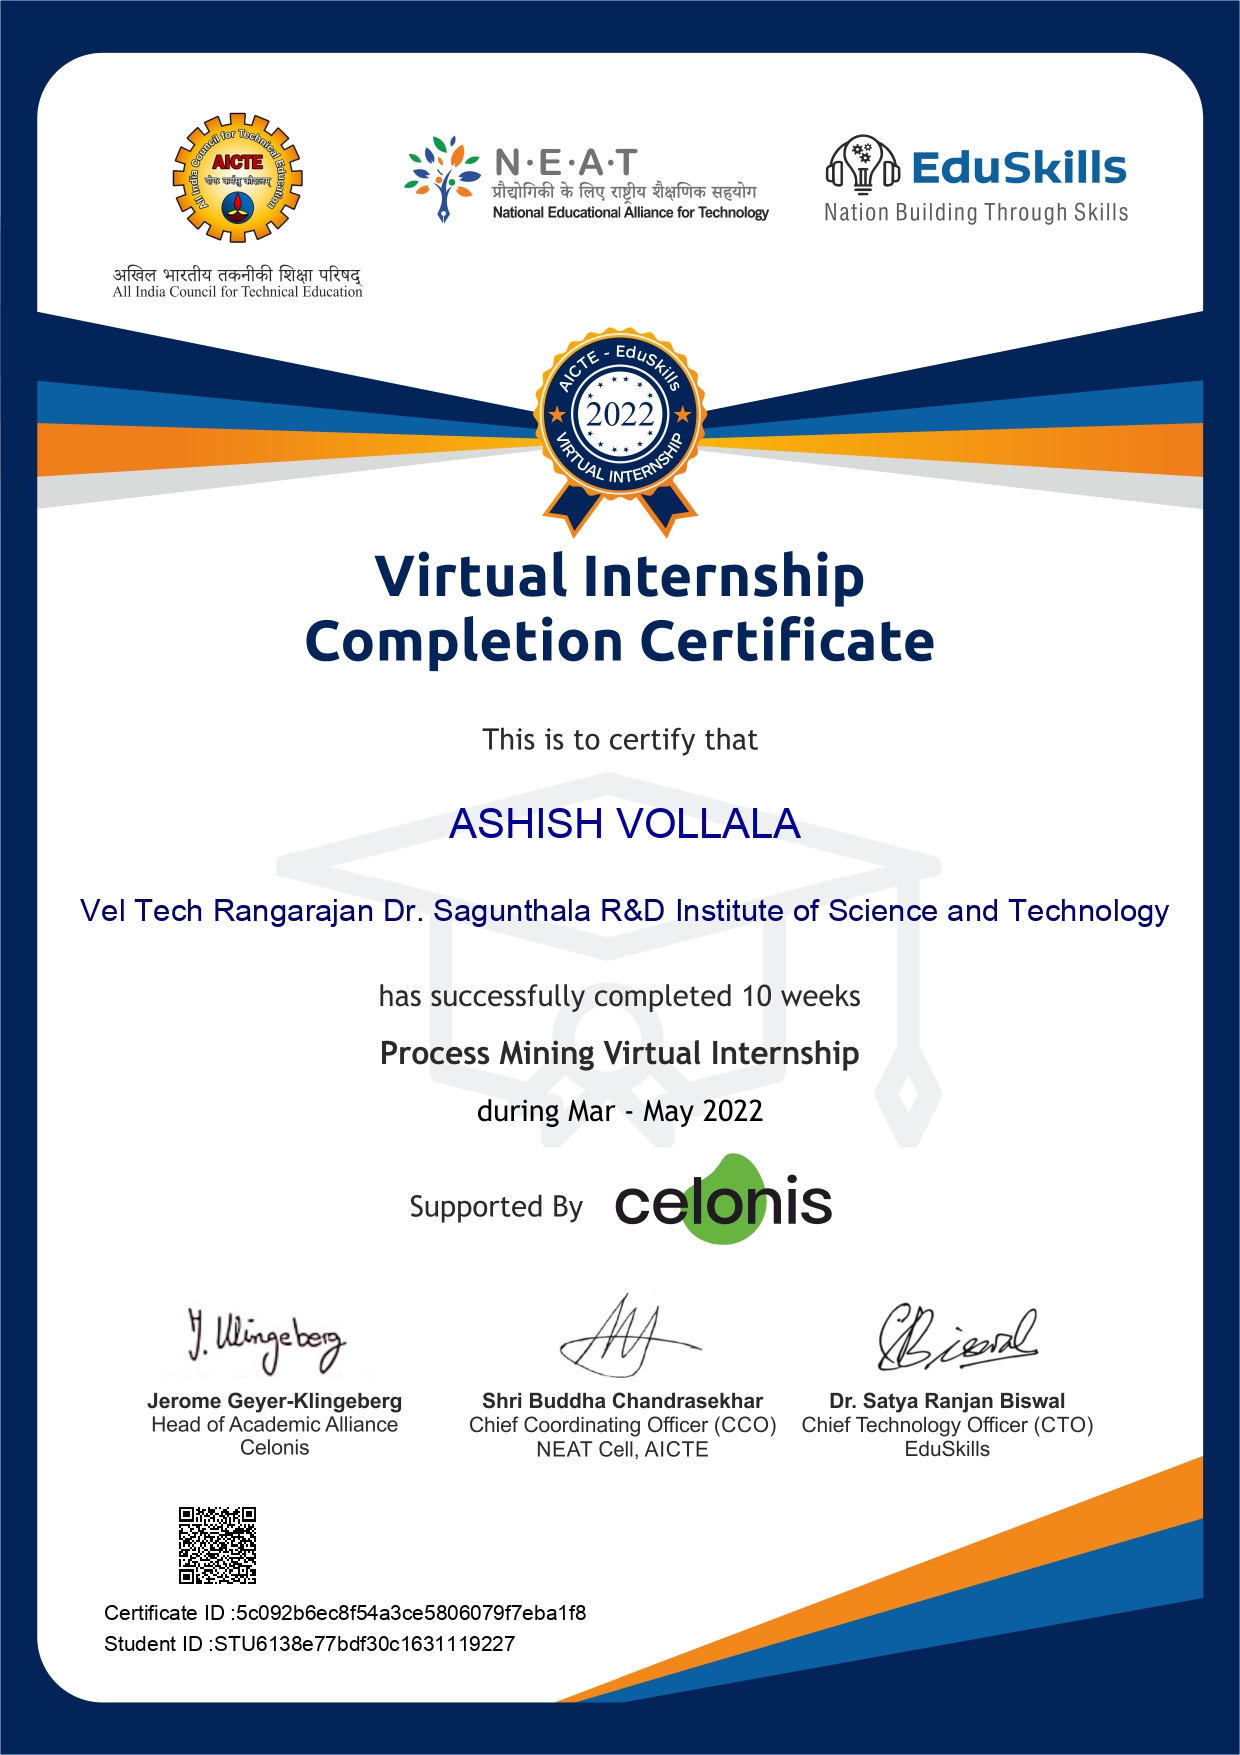 All India Council for Technical Education
AICTE
योगः कर्मसु कौशलम्
अखिल भारतीय तकनीकी शिक्षा परिषद्
All India Council for Technical Education
N·E·A·T
प्रौद्योगिकी के लिए राष्ट्रीय शैक्षणिक सहयोग
National Educational Alliance for Technology
EduSkills
Nation Building Through Skills
AICTE - EduSkills
2022
VIRTUAL INTERNSHIP
Virtual Internship
Completion Certificate
This is to certify that
ASHISH VOLLALA
Vel Tech Rangarajan Dr. Sagunthala R&D Institute of Science and Technology
has successfully completed 10 weeks
Process Mining Virtual Internship
during Mar - May 2022
Supported By celonis
J. Klingeberg
Jerome Geyer-Klingeberg
Head of Academic Alliance
Celonis
Shri Buddha Chandrasekhar
Chief Coordinating Officer (CCO)
NEAT Cell, AICTE
Dr. Satya Ranjan Biswal
Chief Technology Officer (CTO)
EduSkills
Certificate ID :5c092b6ec8f54a3ce5806079f7eba1f8
Student ID :STU6138e77bdf30c1631119227